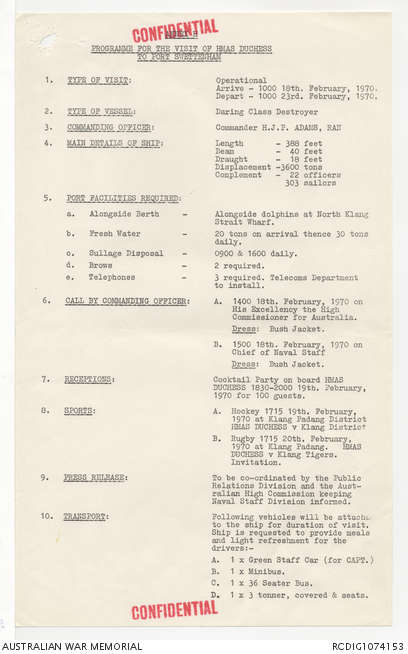 CONFIDENTIAL
PROGRAMME FOR THE VISIT OF HMAS DUCHESS
TO PORT SWETTENHAM
1. TYPE OF VISIT: Operational
Arrive - 1000 18th. February, 1970.
Depart - 1000 23rd. February, 1970.
2. TYPE OF VESSEL: Daring Class Destroyer
3. COMMANDING OFFICER: Commander H.J.P. ADAMS, RAN
4. MAIN DETAILS OF SHIP: Length - 388 feet
Beam - 40 feet
Draught - 18 feet
Displacement -3600 tons
Complement - 22 officers
303 sailors
5. PORT FACILITIES REQUIRED:
a. Alongside Berth - Alongside dolphins at North Klang
Strait Wharf.
b. Fresh Water - 20 tons on arrival thence 30 tons
daily.
c. Sullage Disposal - 0900 & 1600 daily.
d. Brows - 2 required.
e. Telephones - 3 required. Telecoms Department
to install.
6. CALL BY COMMANDING OFFICER: A. 1400 18th. February, 1970 on
His Excellency the High
Commissioner for Australia.
Dress: Bush Jacket.
B. 1500 18th. February, 1970 on
Chief of Naval Staff
Dress: Bush Jacket.
7. RECEPTIONS: Cocktail Party on board HMAS
DUCHESS 1830-2000 19th. February,
1970 for 100 guests.
8. SPORTS: A. Hockey 1715 19th. February,
1970 at Klang Padang District
HMAS DUCHESS v Klang District
B. Rugby 1715 20th. February,
1970 at Klang Padang. HMAS
DUCHESS v Klang Tigers.
Invitation.
9. PRESS RELEASE: To be co-ordinated by the Public
Relations Division and the Aust-
ralian High Commission keeping
Naval Staff Division informed.
10. TRANSPORT: Following vehicles will be attache
to the ship for duration of visit.
Ship is requested to provide meals
and light refreshment for the
drivers:-
A. 1 x Green Staff Car (for CAPT.)
B. 1 x Minibus.
C. 1 x 36 Seater Bus.
D. 1 x 3 tonner, covered & seats.
CONFIDENTIAL
AUSTRALIAN WAR MEMORIAL
RCDIG1074153